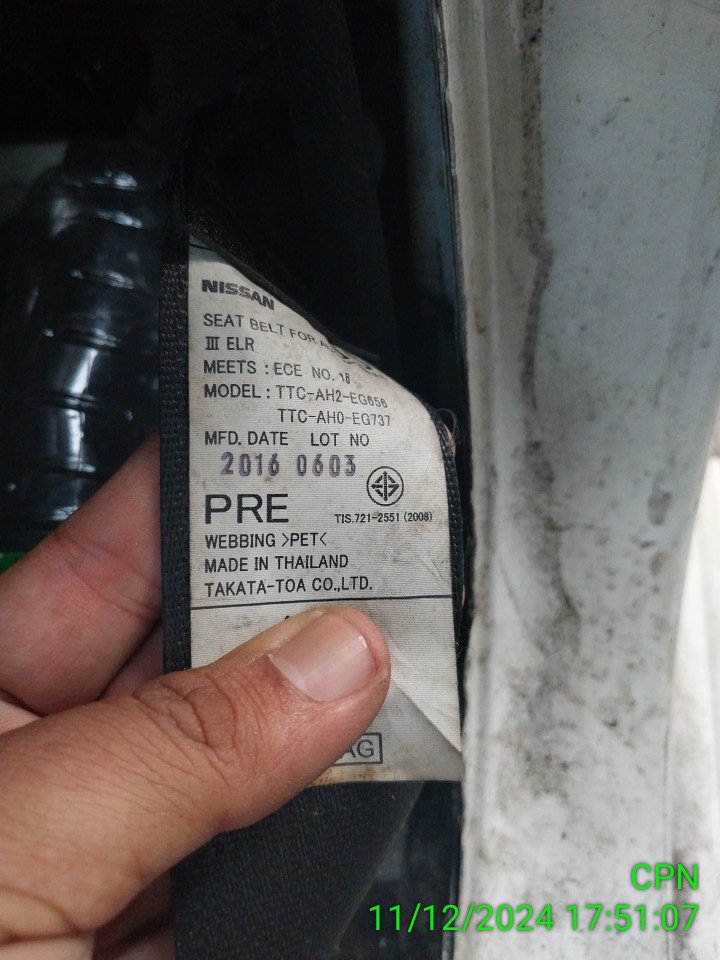 NISSAN
SEAT BELT FOR
III ELR
MEETS : ECE NO. 16
MODEL : TTC-AH2-EG656
TTC-AH0-EG737
MFD. DATE LOT NO
2016 0603
PRE
TIS.721-2551 (2008)
WEBBING >PET<
MADE IN THAILAND
TAKATA-TOA CO.,LTD.
CPN
11/12/2024 17:51:07